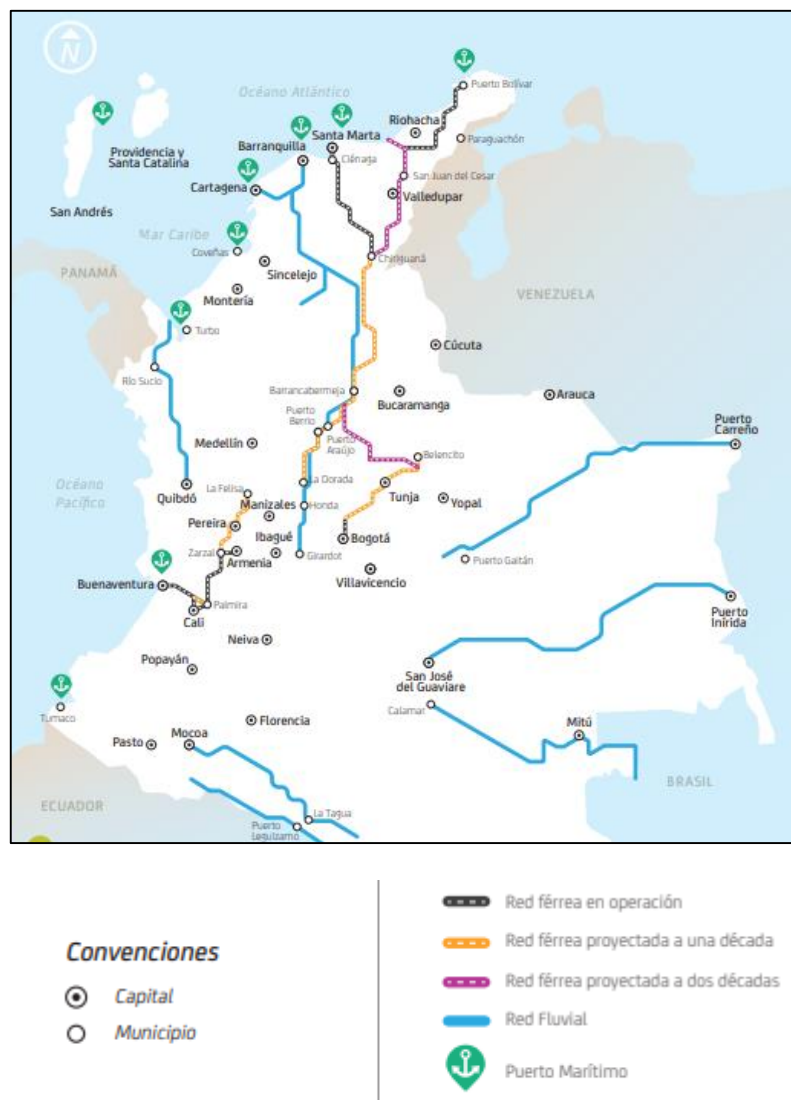 N
Océano Atlántico
Puerto Bolívar
Riohacha
Santa Marta
Paraguachón
Providencia y
Santa Catalina
Barranquilla
Ciénaga
San Juan del Cesar
Cartagena
Valledupar
San Andrés
Mar Caribe
Coveñas
Chiriguaná
Sincelejo
PANAMÁ
VENEZUELA
Montería
Turbo
Cúcuta
Río Sucio
Barrancabermeja
Bucaramanga
Arauca
Puerto
Berrío
Puerto
Carreño
Puerto
Araújo
Medellín
Belencito
Océano
Pacífico
La Dorada
Quibdó
La Felisa
Manizales
Tunja
Honda
Yopal
Pereira
Ibagué
Bogotá
Zarzal
Armenia
Girardot
Puerto Gaitán
Villavicencio
Buenaventura
Palmira
Cali
Puerto
Inírida
Neiva
Popayán
San José
del Guaviare
Calamar
Tumaco
Florencia
Mitú
Pasto
Mocoa
BRASIL
ECUADOR
La Tagua
Puerto
Leguízamo
Convenciones
Capital
Municipio
Red férrea en operación
Red férrea proyectada a una década
Red férrea proyectada a dos décadas
Red Fluvial
Puerto Marítimo